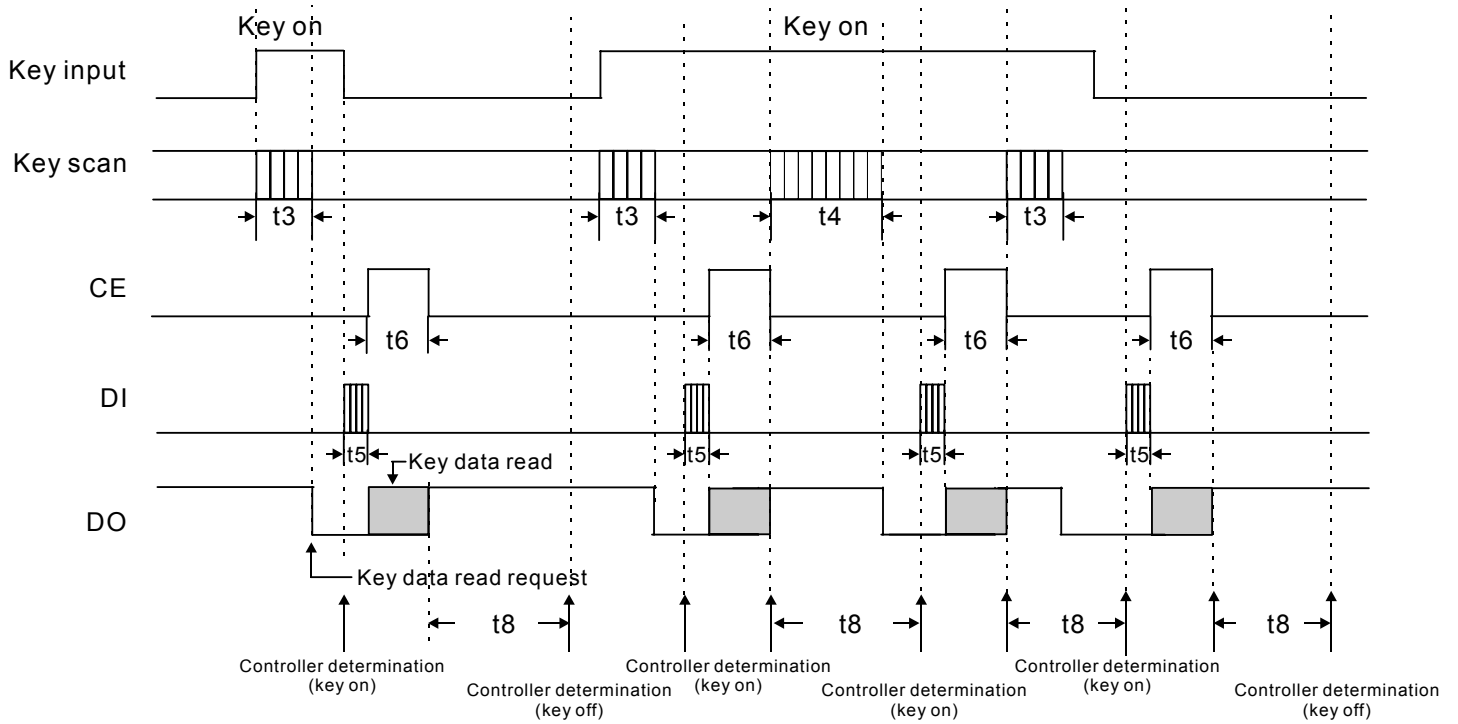 Key on
Key on
Key input
Key scan
t3
t3
t4
t3
CE
t6
t6
t6
t6
DI
t5
t5
t5
t5
Key data read
DO
Key data read request
t8
t8
t8
t8
Controller determination
(key on)
Controller determination
(key off)
Controller determination
(key on)
Controller determination
(key on)
Controller determination
(key on)
Controller determination
(key off)